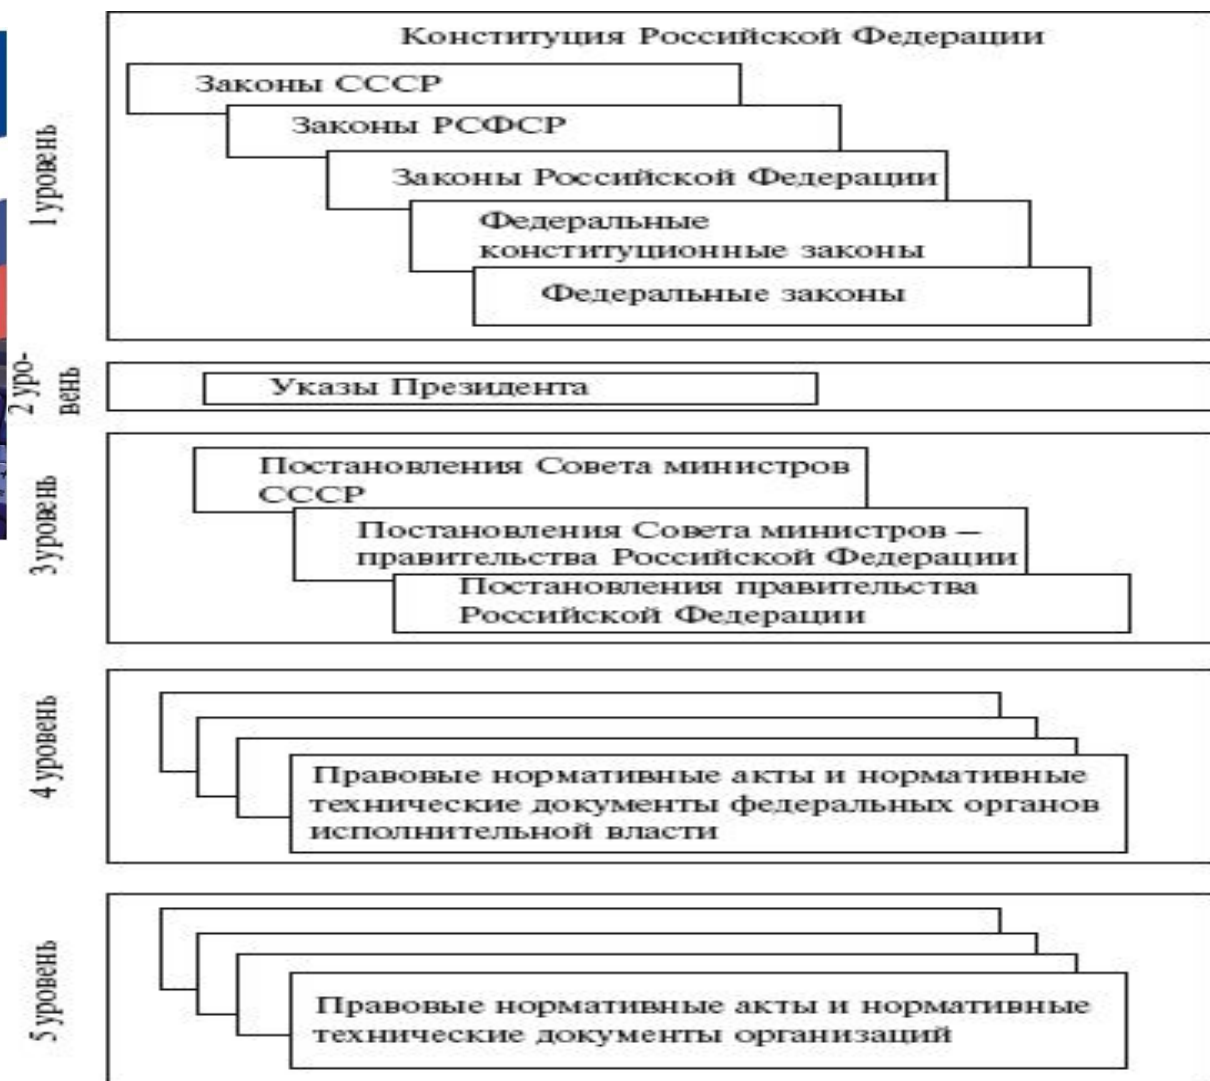 Конституция Российской Федерации
Законы СССР
Законы РСФСР
Законы Российской Федерации
Федеральные
конституционные законы
Федеральные законы
1 уровень
Указы Президента
2 уро-
вень
Постановления Совета министров
СССР
Постановления Совета министров –
правительства Российской Федерации
Постановления правительства
Российской Федерации
3 уровень
Правовые нормативные акты и нормативные
технические документы федеральных органов
исполнительной власти
4 уровень
Правовые нормативные акты и нормативные
технические документы организаций
5 уровень